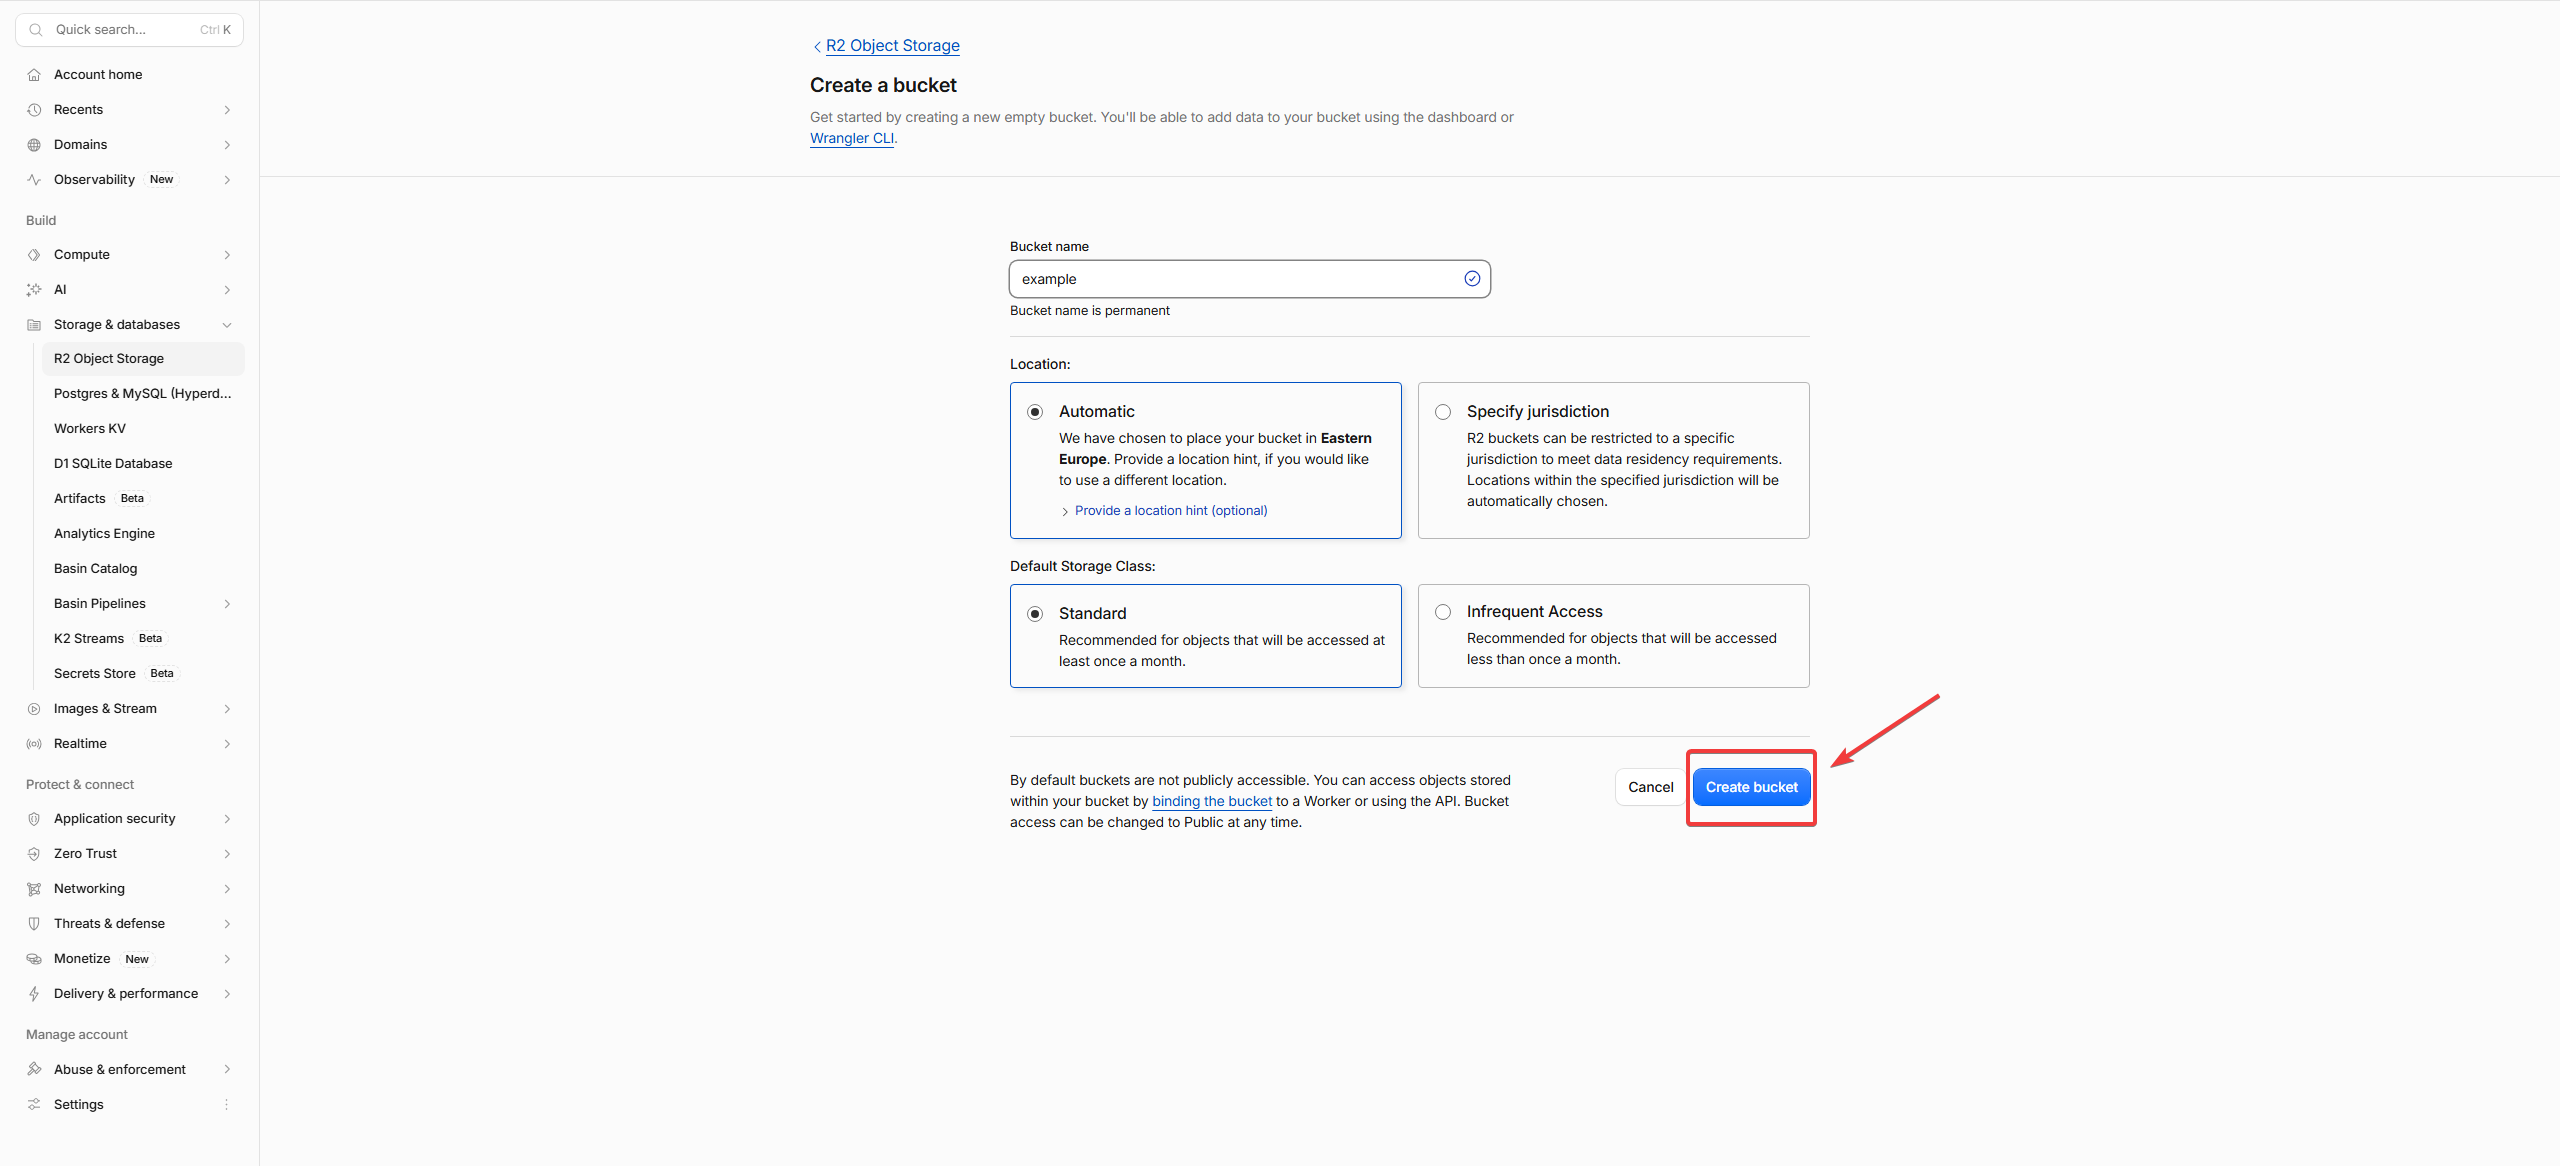 Quick search...
Ctrl K
Account home
Recents
Domains
Observability New
Build
Compute
AI
Storage & databases
R2 Object Storage
Postgres & MySQL (Hyperd...
Workers KV
D1 SQLite Database
Artifacts Beta
Analytics Engine
Basin Catalog
Basin Pipelines
K2 Streams Beta
Secrets Store Beta
Images & Stream
Realtime
Protect & connect
Application security
Zero Trust
Networking
Threats & defense
Monetize New
Delivery & performance
Manage account
Abuse & enforcement
Settings
R2 Object Storage
Create a bucket
Get started by creating a new empty bucket. You'll be able to add data to your bucket using the dashboard or
Wrangler CLI.
Bucket name
example
Bucket name is permanent
Location:
Automatic
We have chosen to place your bucket in Eastern
Europe. Provide a location hint, if you would like
to use a different location.
Provide a location hint (optional)
Specify jurisdiction
R2 buckets can be restricted to a specific
jurisdiction to meet data residency requirements.
Locations within the specified jurisdiction will be
automatically chosen.
Default Storage Class:
Standard
Recommended for objects that will be accessed at
least once a month.
Infrequent Access
Recommended for objects that will be accessed
less than once a month.
By default buckets are not publicly accessible. You can access objects stored
within your bucket by binding the bucket to a Worker or using the API. Bucket
access can be changed to Public at any time.
Cancel
Create bucket